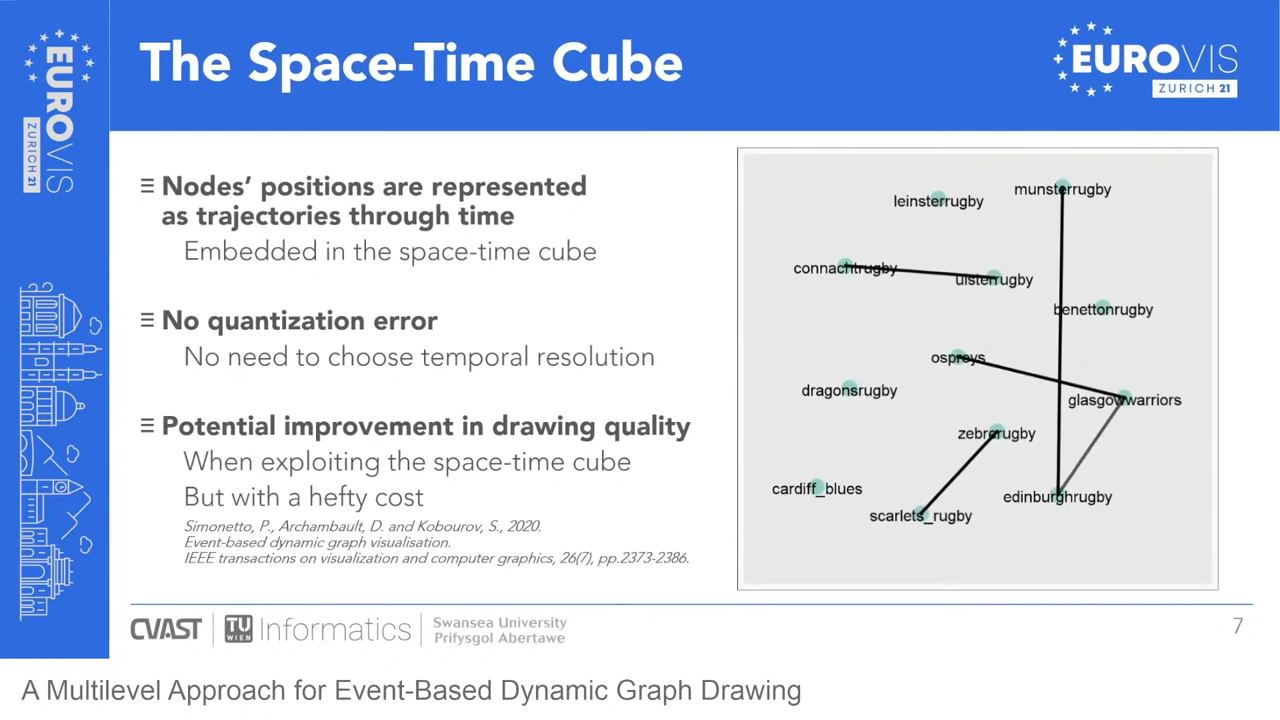 EUROVIS
ZURICH 21
The Space-Time Cube
EUROVIS
ZURICH 21
Nodes’ positions are represented
as trajectories through time
Embedded in the space-time cube
No quantization error
No need to choose temporal resolution
Potential improvement in drawing quality
When exploiting the space-time cube
But with a hefty cost
Simonetto, P., Archambault, D. and Kobourov, S., 2020.
Event-based dynamic graph visualisation.
IEEE transactions on visualization and computer graphics, 26(7), pp.2373-2386.
munsterrugby
leinsterrugby
connachtrugby
ulsterrugby
benettonrugby
ospreys
dragonsrugby
glasgowwarriors
zebrerugby
cardiff_blues
edinburghrugby
scarlets_rugby
CVAST
TU
WIEN
Informatics
Swansea University
Prifysgol Abertawe
7
A Multilevel Approach for Event-Based Dynamic Graph Drawing